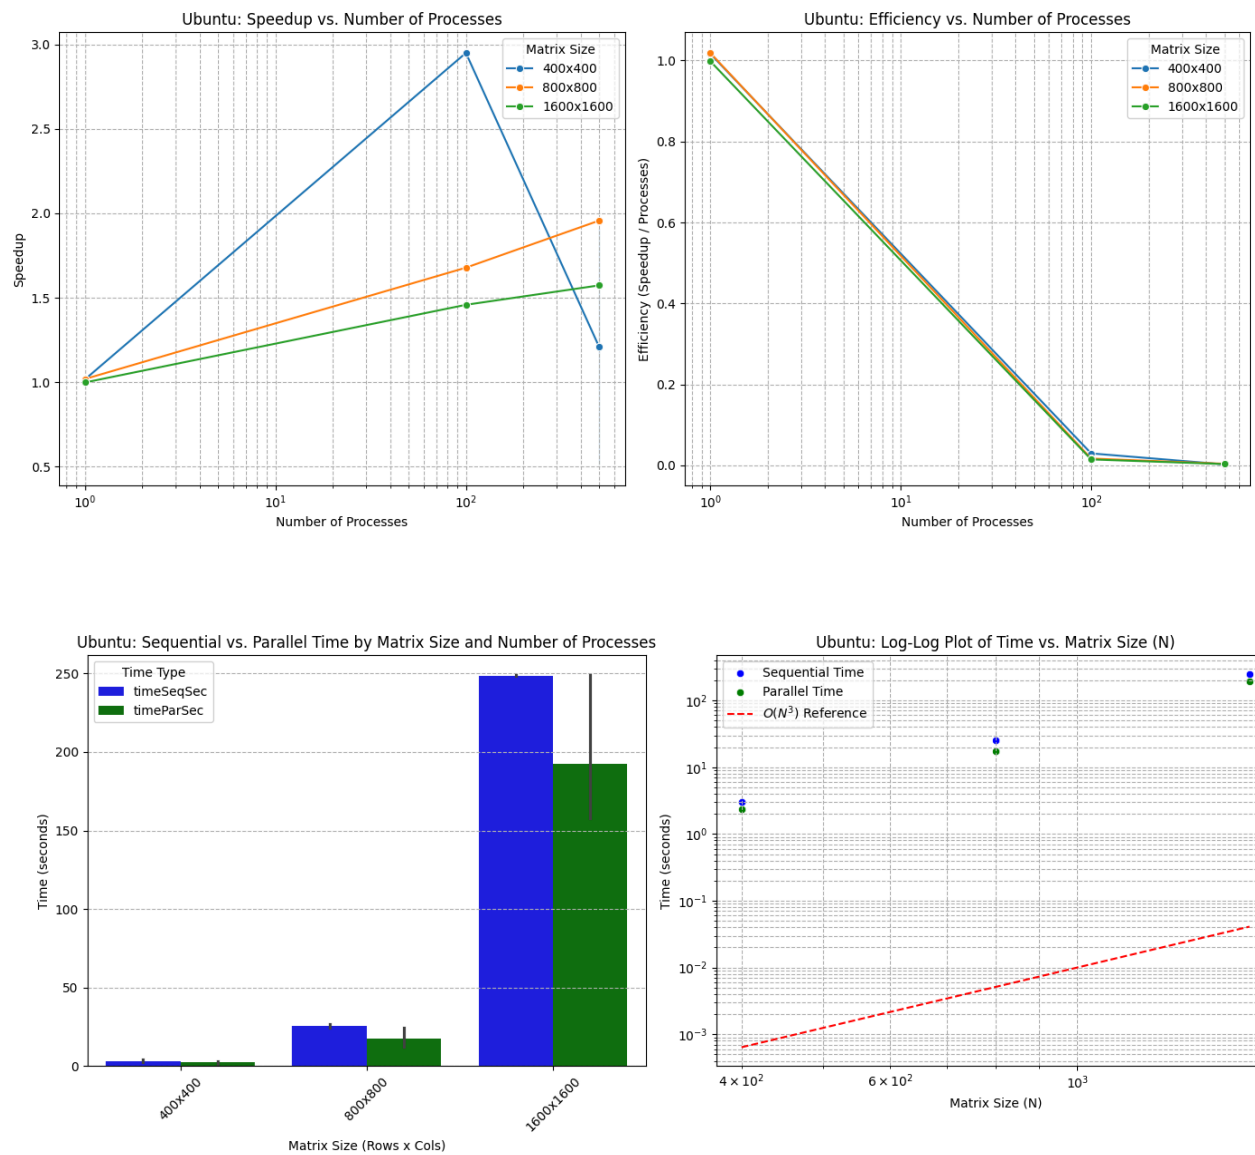 Ubuntu: Speedup vs. Number of Processes
Speedup
3.0
2.5
2.0
1.5
1.0
0.5
Matrix Size
400x400
800x800
1600x1600
10⁰
10¹
10²
Number of Processes
Ubuntu: Efficiency vs. Number of Processes
Efficiency (Speedup / Processes)
1.0
0.8
0.6
0.4
0.2
0.0
Matrix Size
400x400
800x800
1600x1600
10⁰
10¹
10²
Number of Processes
Ubuntu: Sequential vs. Parallel Time by Matrix Size and Number of Processes
Time (seconds)
250
200
150
100
50
0
Time Type
timeSeqSec
timeParSec
400x400
800x800
1600x1600
Matrix Size (Rows x Cols)
Ubuntu: Log-Log Plot of Time vs. Matrix Size (N)
Time (seconds)
10²
10¹
10⁰
10⁻¹
10⁻²
10⁻³
Sequential Time
Parallel Time
O(N³) Reference
4 × 10²
6 × 10²
10³
Matrix Size (N)